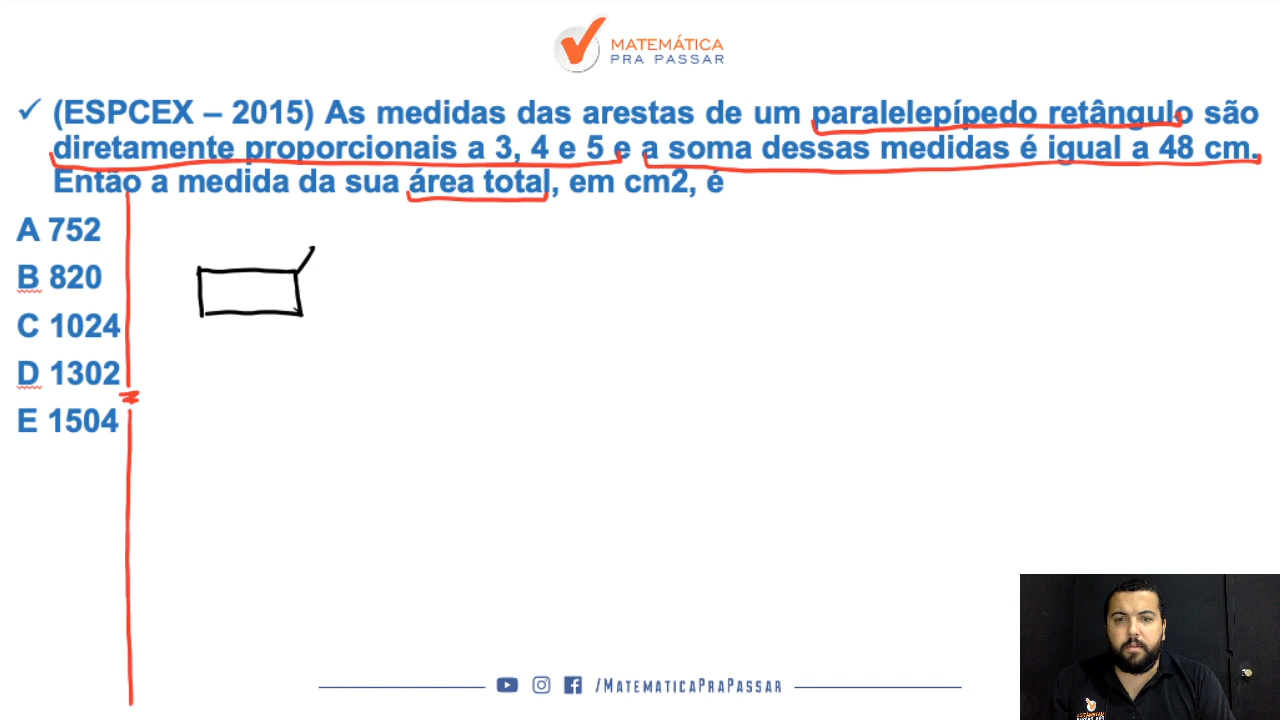 MATEMÁTICA
PRA PASSAR
✓ (ESPCEX – 2015) As medidas das arestas de um paralelepípedo retângulo são
diretamente proporcionais a 3, 4 e 5 e a soma dessas medidas é igual a 48 cm.
Então a medida da sua área total, em cm2, é
A 752
B 820
C 1024
D 1302
E 1504
/MATEMATICAPRAPASSAR